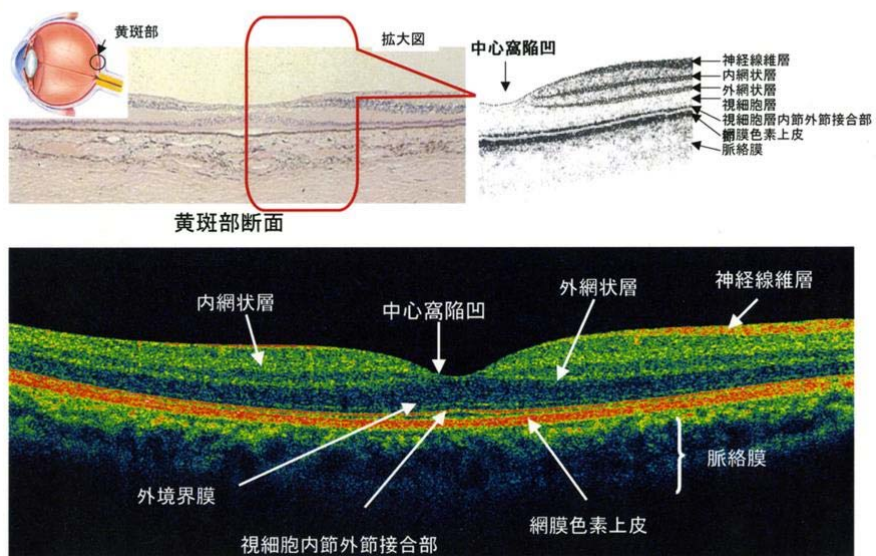 黄斑部
拡大図
中心窩陥凹
神経線維層
内網状層
外網状層
視細胞層
視細胞層内節外節接合部
網膜色素上皮
脈絡膜
黄斑部断面
内網状層
中心窩陥凹
外網状層
神経線維層
外境界膜
視細胞内節外節接合部
網膜色素上皮
脈絡膜